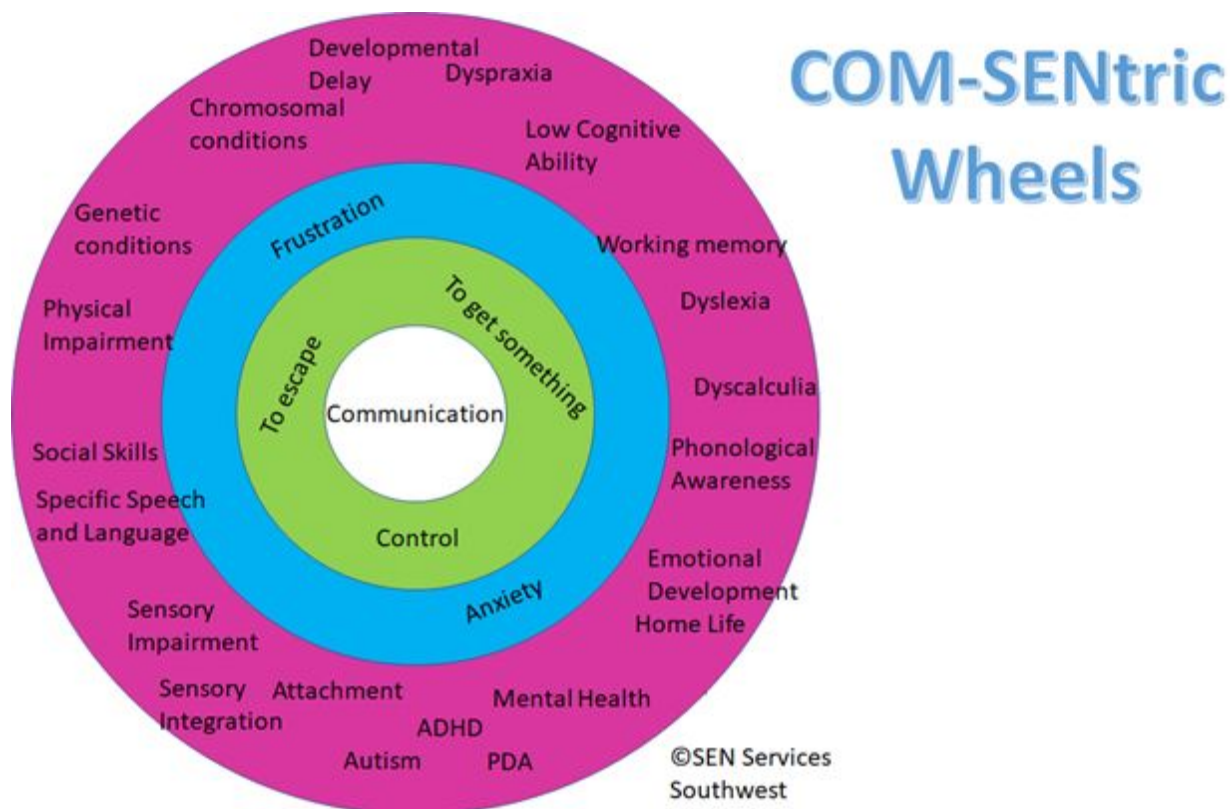 COM-SENtric
Wheels
Developmental
Delay
Dyspraxia
Chromosomal
conditions
Low Cognitive
Ability
Genetic
conditions
Frustration
Working memory
To get something
Dyslexia
Physical
Impairment
To escape
Communication
Dyscalculia
Social Skills
Phonological
Awareness
Specific Speech
and Language
Control
Emotional
Development
Home Life
Anxiety
Sensory
Impairment
Sensory
Integration
Attachment
Mental Health
ADHD
Autism
PDA
©SEN Services
Southwest